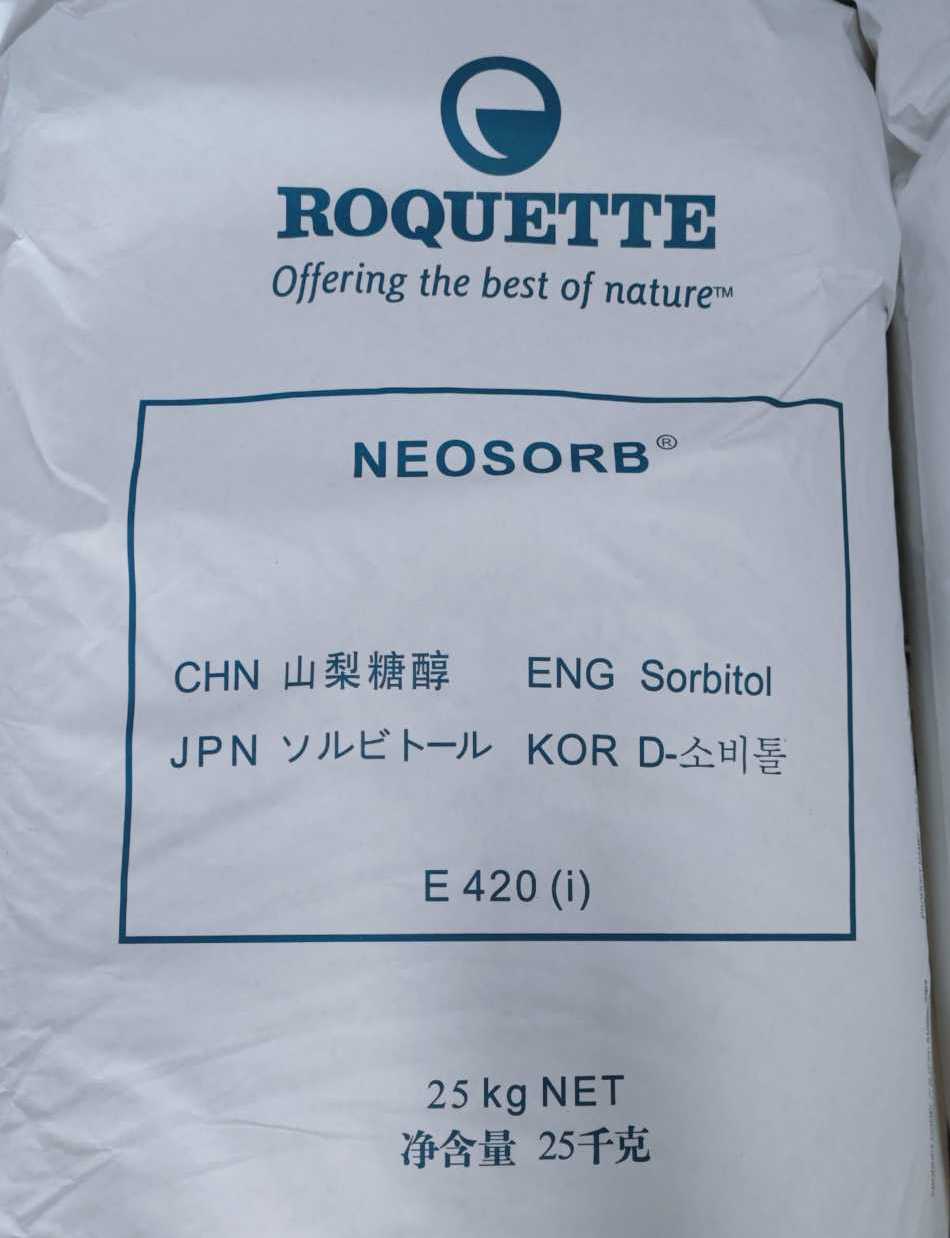 ROQUETTE
Offering the best of nature™
NEOSORB®
CHN 山梨糖醇 ENG Sorbitol
JPN ソルビトール KOR D-소비톨
E 420 (i)
25 kg NET
净含量 25千克